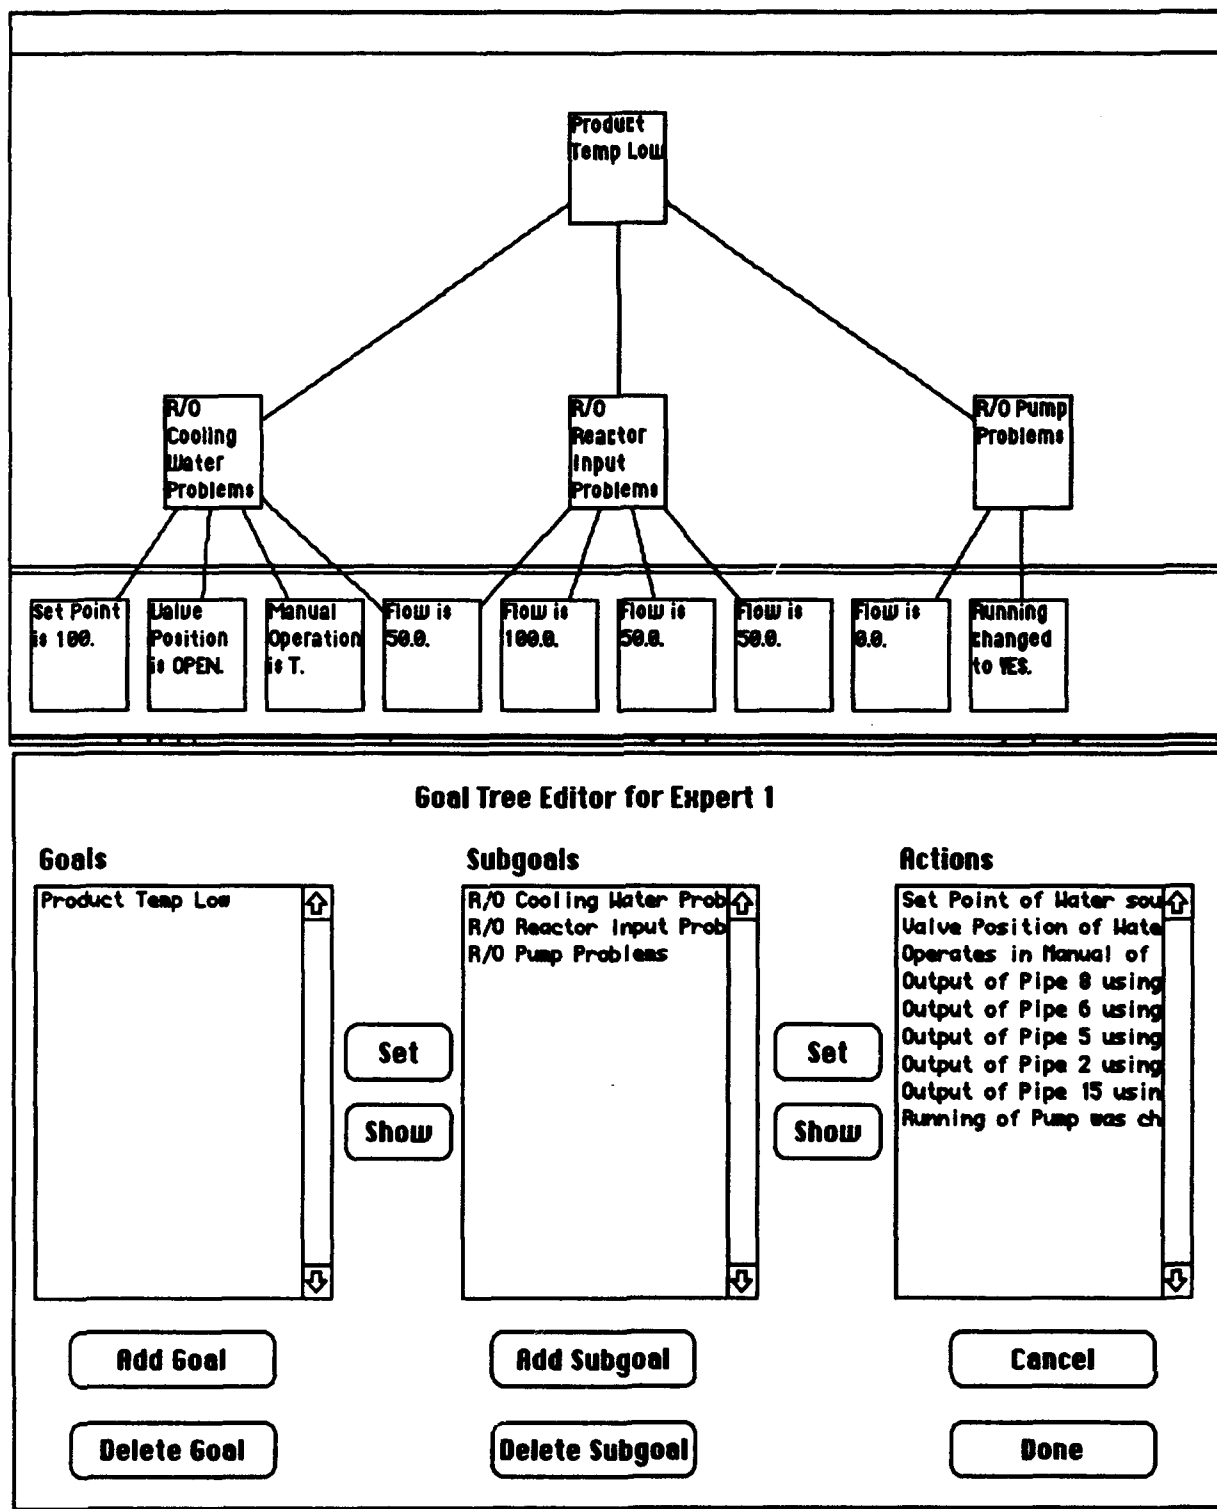 Product
Temp Low
R/O
Cooling
Water
Problems
R/O
Reactor
Input
Problems
R/O Pump
Problems
Set Point
is 100.
Valve
Position
is OPEN.
Manual
Operation
is T.
Flow is
50.0.
Flow is
100.0.
Flow is
50.0.
Flow is
50.0.
Flow is
0.0.
Running
changed
to YES.
Goal Tree Editor for Expert 1
Goals
Subgoals
Actions
Product Temp Low
R/O Cooling Water Prob
R/O Reactor Input Prob
R/O Pump Problems
Set Point of Water sou
Valve Position of Wate
Operates in Manual of
Output of Pipe 8 using
Output of Pipe 6 using
Output of Pipe 5 using
Output of Pipe 2 using
Output of Pipe 15 usin
Running of Pump was ch
Set
Show
Set
Show
Add Goal
Add Subgoal
Cancel
Delete Goal
Delete Subgoal
Done